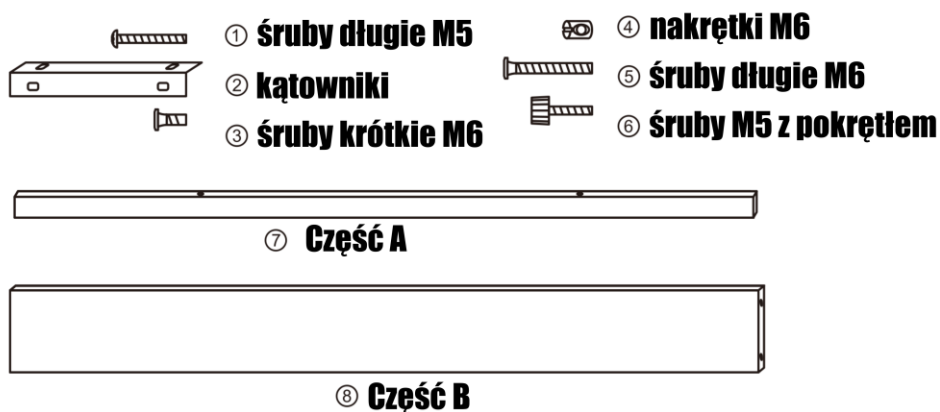 ① śruby długie M5
② kątowniki
③ śruby krótkie M6
④ nakrętki M6
⑤ śruby długie M6
⑥ śruby M5 z pokrętłem
⑦ Część A
⑧ Część B